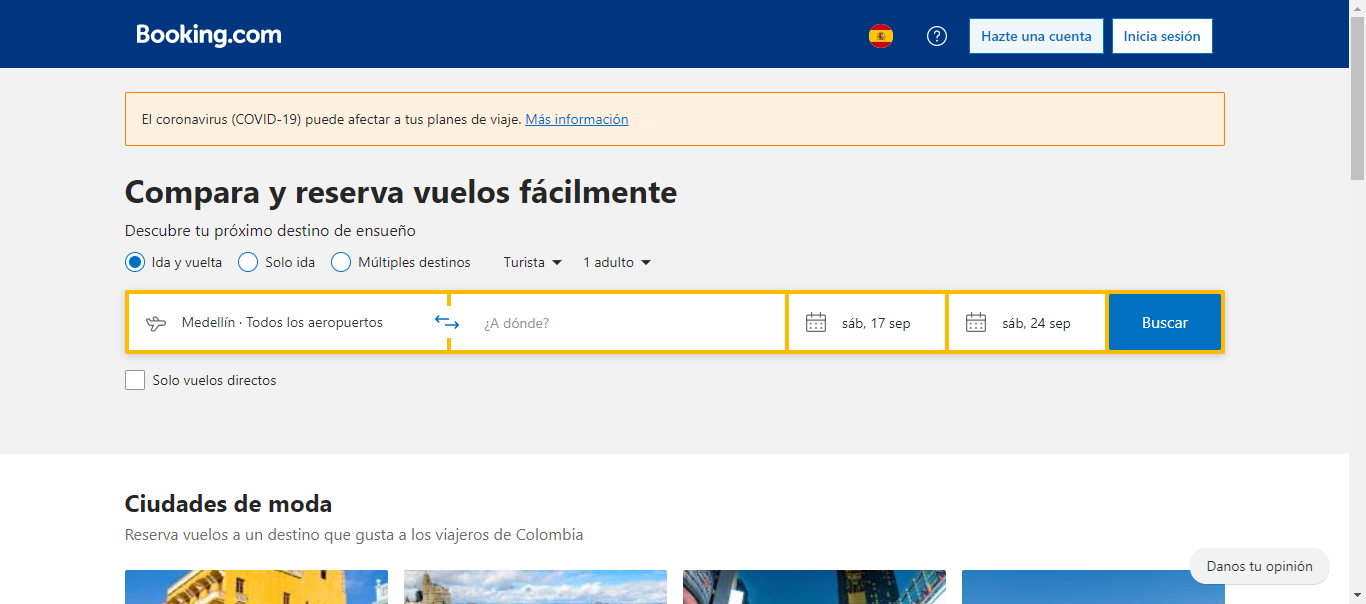 Booking.com
?
Hazte una cuenta
Inicia sesión
El coronavirus (COVID-19) puede afectar a tus planes de viaje. Más información
Compara y reserva vuelos fácilmente
Descubre tu próximo destino de ensueño
Ida y vuelta
Solo ida
Múltiples destinos
Turista
1 adulto
Medellín · Todos los aeropuertos
¿A dónde?
sáb, 17 sep
sáb, 24 sep
Buscar
Solo vuelos directos
Ciudades de moda
Reserva vuelos a un destino que gusta a los viajeros de Colombia
Danos tu opinión